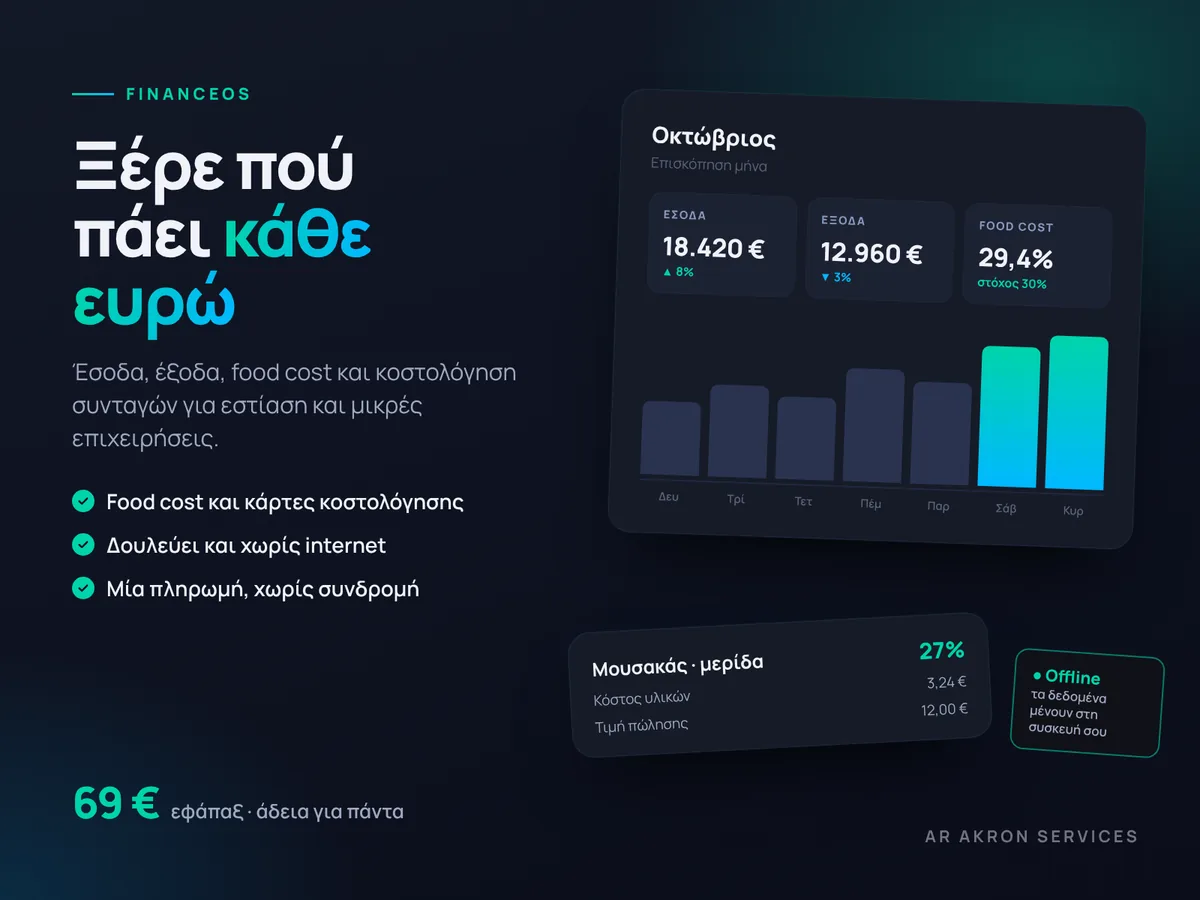 FINANCEOS
Ξέρε πού
πάει κάθε
ευρώ
Έσοδα, έξοδα, food cost και κοστολόγηση
συνταγών για εστίαση και μικρές
επιχειρήσεις.
Food cost και κάρτες κοστολόγησης
Δουλεύει και χωρίς internet
Μία πληρωμή, χωρίς συνδρομή
69 € εφάπαξ · άδεια για πάντα
Οκτώβριος
Επισκόπηση μήνα
ΕΣΟΔΑ
18.420 €
▲ 8%
ΕΞΟΔΑ
12.960 €
▼ 3%
FOOD COST
29,4%
στόχος 30%
Δευ Τρί Τετ Πέμ Παρ Σάβ Κυρ
Μουσακάς · μερίδα 27%
Κόστος υλικών 3,24 €
Τιμή πώλησης 12,00 €
● Offline
τα δεδομένα
μένουν στη
συσκευή σου
AR AKRON SERVICES